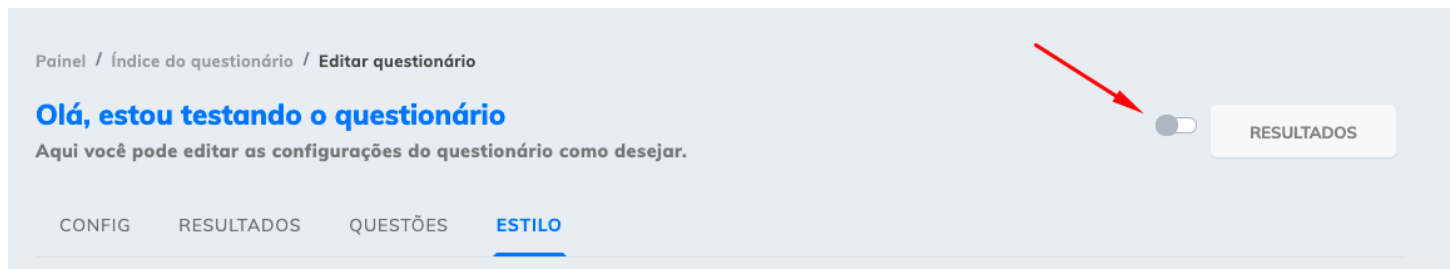 Painel / Índice do questionário / Editar questionário
Olá, estou testando o questionário
Aqui você pode editar as configurações do questionário como desejar.
RESULTADOS
CONFIG RESULTADOS QUESTÕES ESTILO